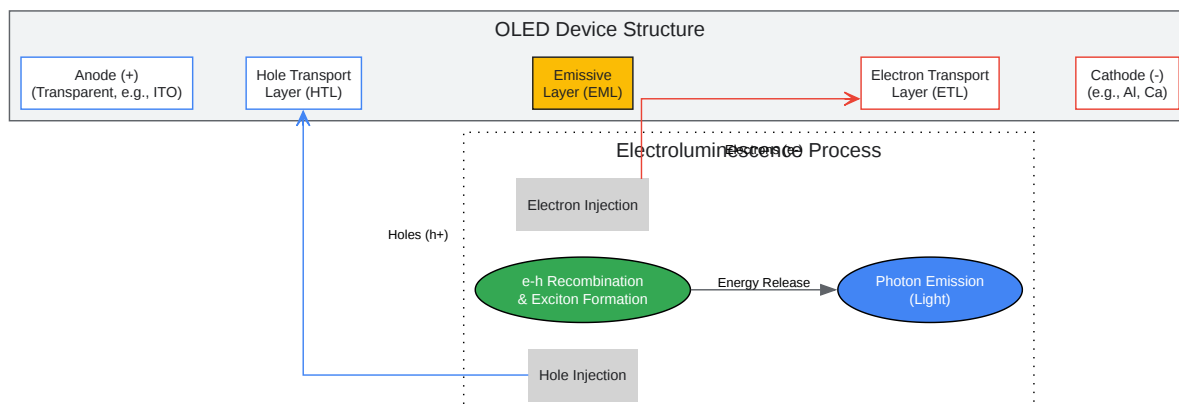 OLED Device Structure
Anode (+)
(Transparent, e.g., ITO)
Hole Transport
Layer (HTL)
Emissive
Layer (EML)
Electron Transport
Layer (ETL)
Cathode (-)
(e.g., Al, Ca)
Electroluminescence Process
Electrons (e-)
Electron Injection
Holes (h+)
e-h Recombination
& Exciton Formation
Energy Release
Photon Emission
(Light)
Hole Injection